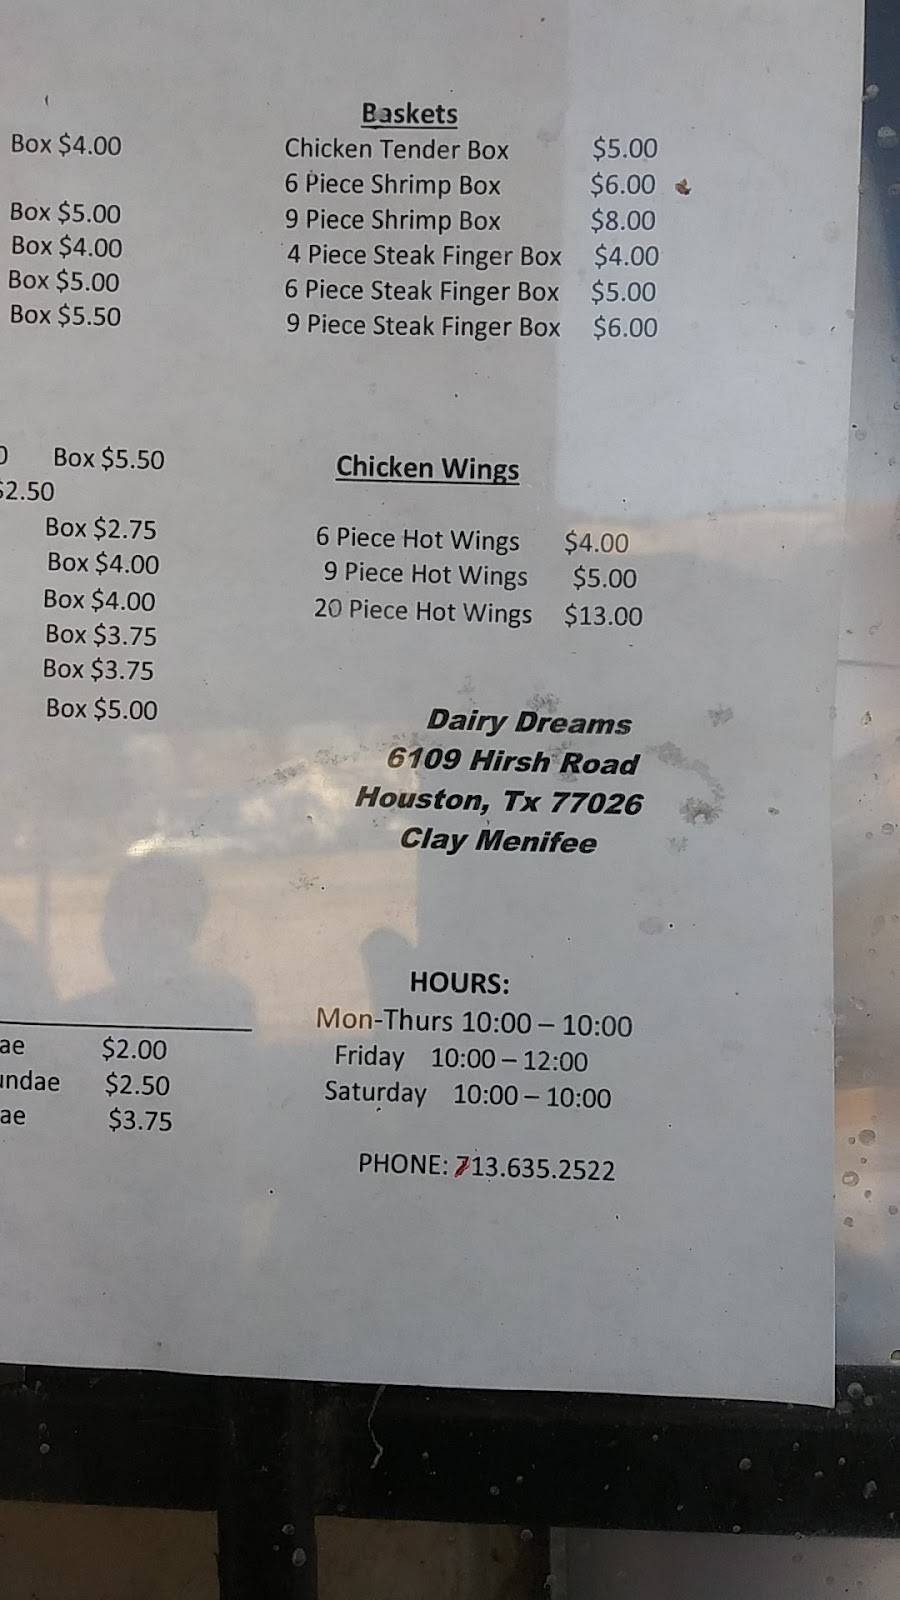 Box $4.00
Box $5.00
Box $4.00
Box $5.00
Box $5.50
Box $5.50
$2.50
Box $2.75
Box $4.00
Box $4.00
Box $3.75
Box $3.75
Box $5.00
$2.00
$2.50
$3.75
Baskets
Chicken Tender Box $5.00
6 Piece Shrimp Box $6.00
9 Piece Shrimp Box $8.00
4 Piece Steak Finger Box $4.00
6 Piece Steak Finger Box $5.00
9 Piece Steak Finger Box $6.00
Chicken Wings
6 Piece Hot Wings $4.00
9 Piece Hot Wings $5.00
20 Piece Hot Wings $13.00
Dairy Dreams
6109 Hirsh Road
Houston, Tx 77026
Clay Menifee
HOURS:
Mon-Thurs 10:00 – 10:00
Friday 10:00 – 12:00
Saturday 10:00 – 10:00
PHONE: 713.635.2522